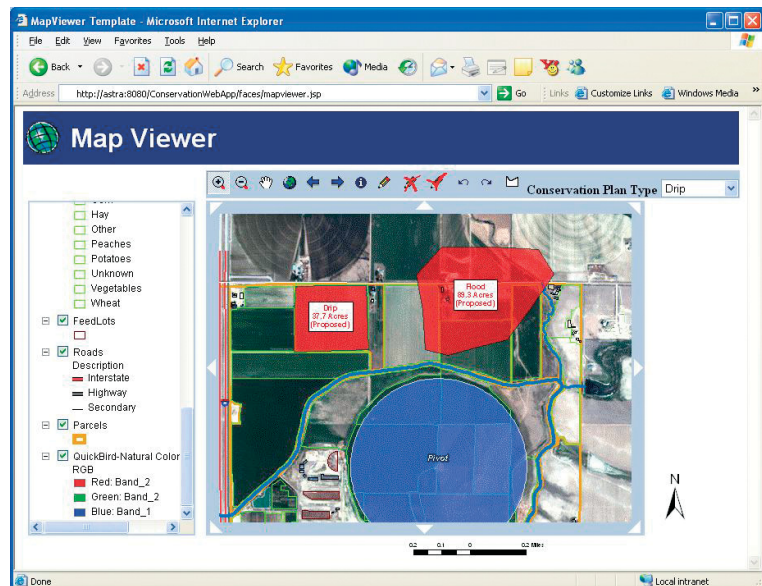 MapViewer Template - Microsoft Internet Explorer
File Edit View Favorites Tools Help
Back Search Favorites Media
Address http://astra:8080/ConservationWebApp/faces/mapviewer.jsp Go Links Customize Links Windows Media »
Map Viewer
Conservation Plan Type Drip
Hay
Other
Peaches
Potatoes
Unknown
Vegetables
Wheat
FeedLots
Roads
Description
Interstate
Highway
Secondary
Parcels
QuickBird-Natural Color
RGB
Red: Band_2
Green: Band_2
Blue: Band_1
Drip
37.7 Acres
(Proposed)
Flood
89.3 Acres
(Proposed)
Pivot
N
0.2 0.1 0 0.2 Miles
Done Local intranet